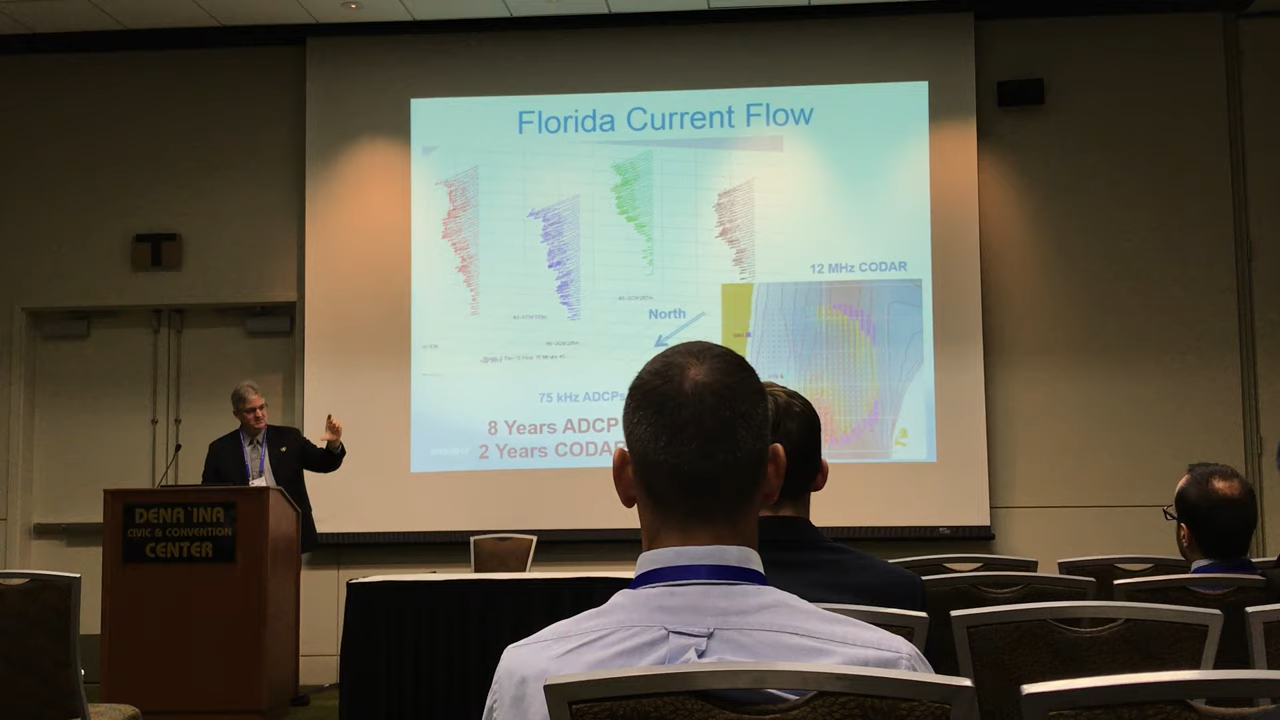 Florida Current Flow
12 MHz CODAR
North
75 kHz ADCPs
8 Years ADCP
2 Years CODAR
T
DENA'INA
CIVIC & CONVENTION
CENTER